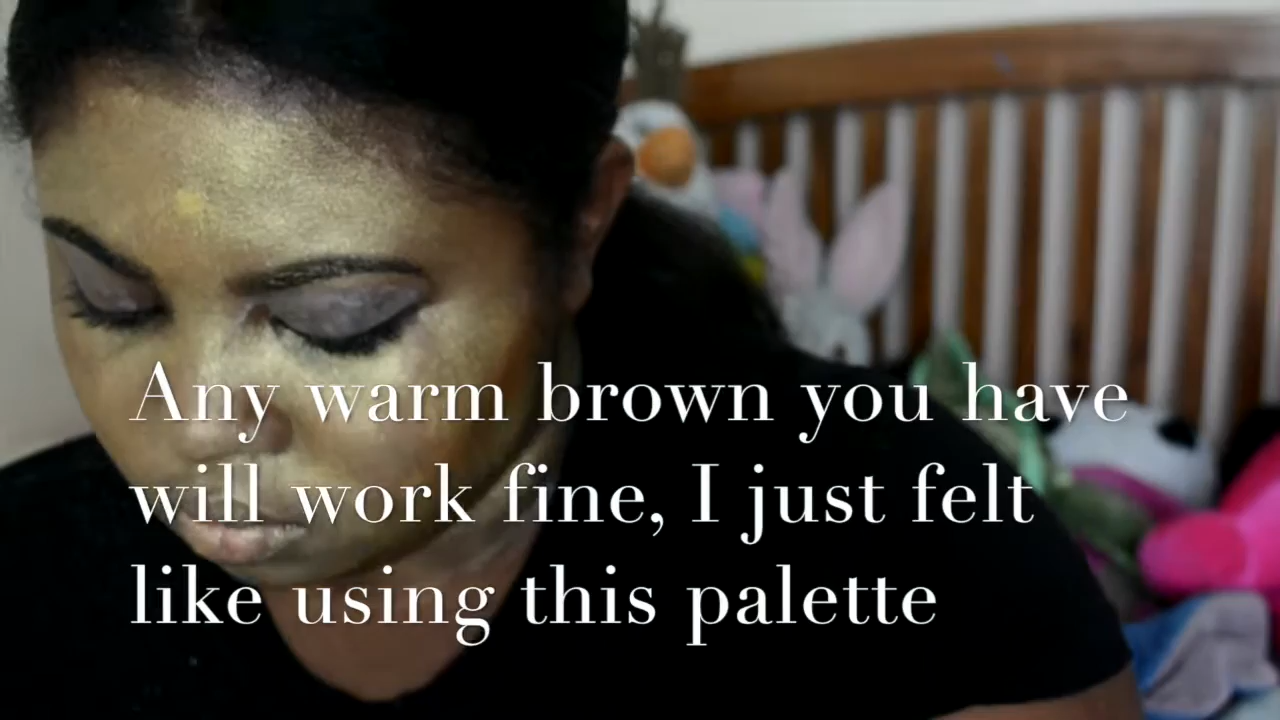 Any warm brown you have
will work fine, I just felt
like using this palette